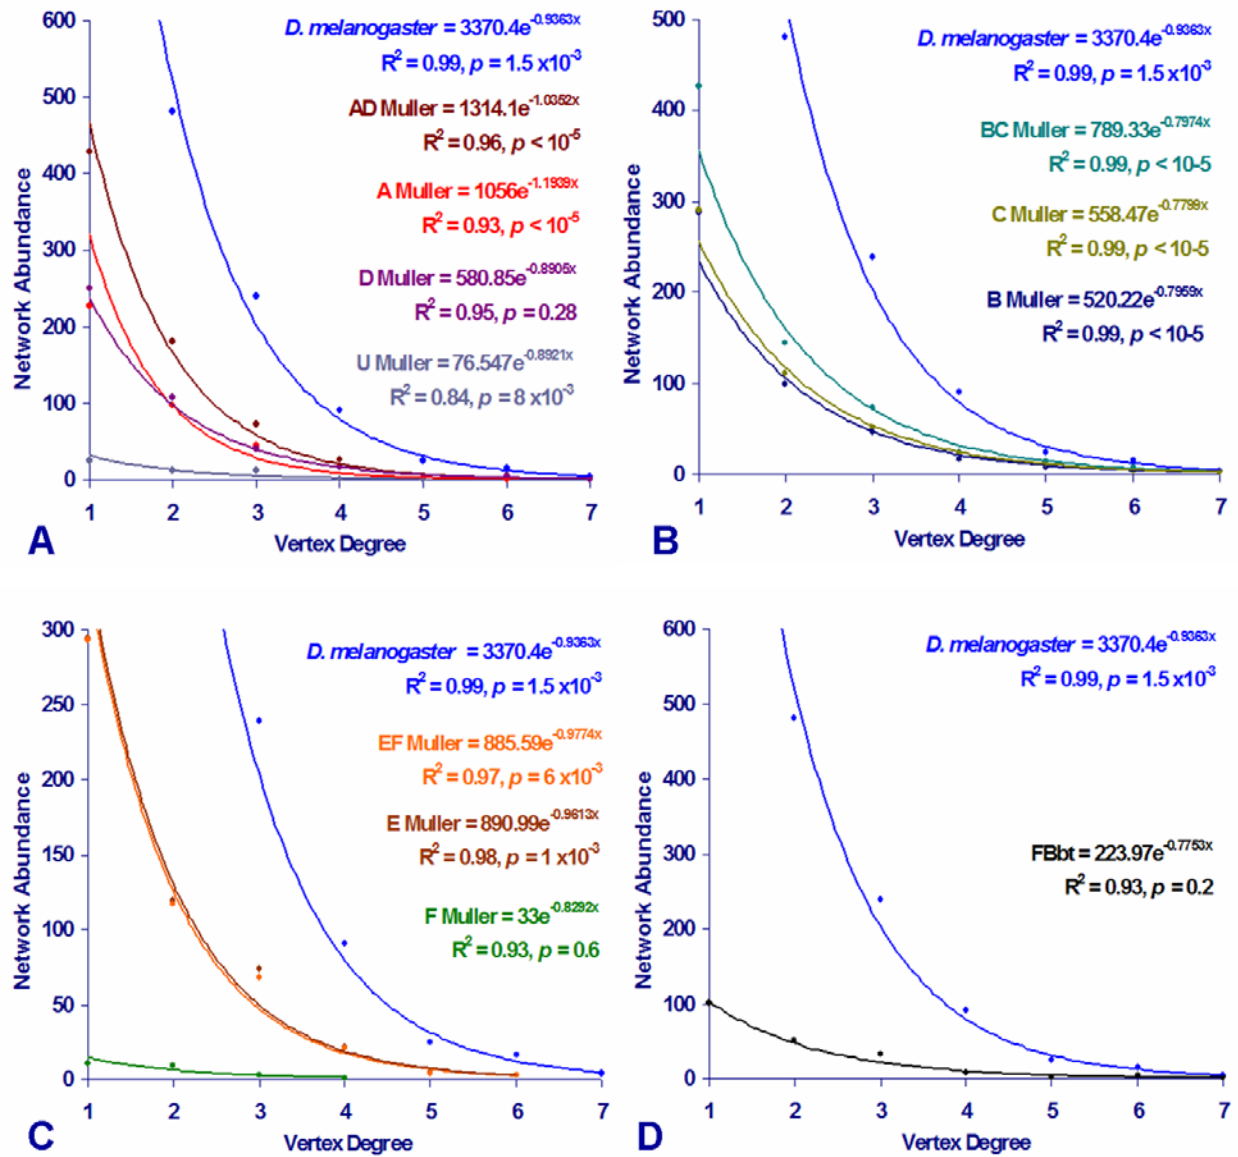 600
500
400
300
200
100
0
Network Abundance
D. melanogaster = 3370.4e^-0.9363x
R² = 0.99, p = 1.5 x10^-3
AD Muller = 1314.1e^-1.0352x
R² = 0.96, p < 10^-5
A Muller = 1056e^-1.1939x
R² = 0.93, p < 10^-5
D Muller = 580.85e^-0.8905x
R² = 0.95, p = 0.28
U Muller = 76.547e^-0.8921x
R² = 0.84, p = 8 x10^-3
1 2 3 4 5 6 7
A
Vertex Degree
500
400
300
200
100
0
Network Abundance
D. melanogaster = 3370.4e^-0.9363x
R² = 0.99, p = 1.5 x10^-3
BC Muller = 789.33e^-0.7974x
R² = 0.99, p < 10-5
C Muller = 558.47e^-0.7799x
R² = 0.99, p < 10-5
B Muller = 520.22e^-0.7959x
R² = 0.99, p < 10-5
1 2 3 4 5 6 7
B
Vertex Degree
300
250
200
150
100
50
0
Network Abundance
D. melanogaster = 3370.4e^-0.9363x
R² = 0.99, p = 1.5 x10^-3
EF Muller = 885.59e^-0.9774x
R² = 0.97, p = 6 x10^-3
E Muller = 890.99e^-0.9613x
R² = 0.98, p = 1 x10^-3
F Muller = 33e^-0.8292x
R² = 0.93, p = 0.6
1 2 3 4 5 6 7
C
Vertex Degree
600
500
400
300
200
100
0
Network Abundance
D. melanogaster = 3370.4e^-0.9363x
R² = 0.99, p = 1.5 x10^-3
FBbt = 223.97e^-0.7753x
R² = 0.93, p = 0.2
1 2 3 4 5 6 7
D
Vertex Degree